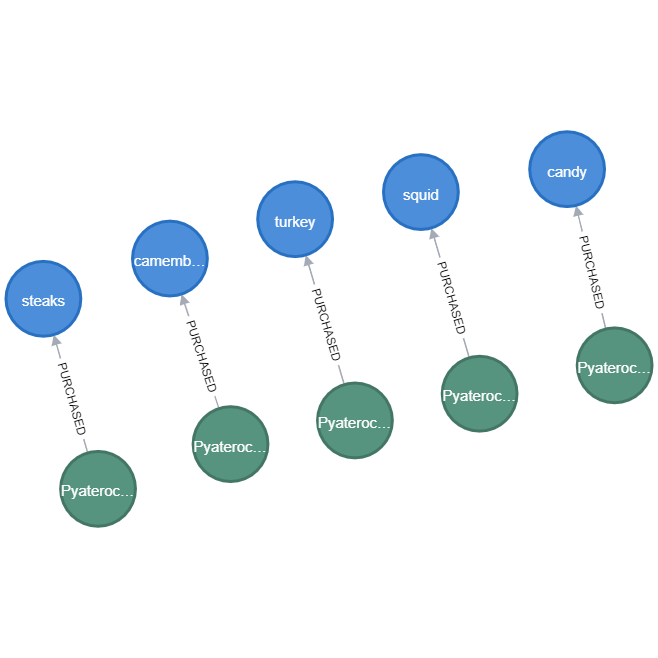 candy
squid
turkey
camemb...
steaks
PURCHASED
PURCHASED
PURCHASED
PURCHASED
PURCHASED
Pyateroc...
Pyateroc...
Pyateroc...
Pyateroc...
Pyateroc...